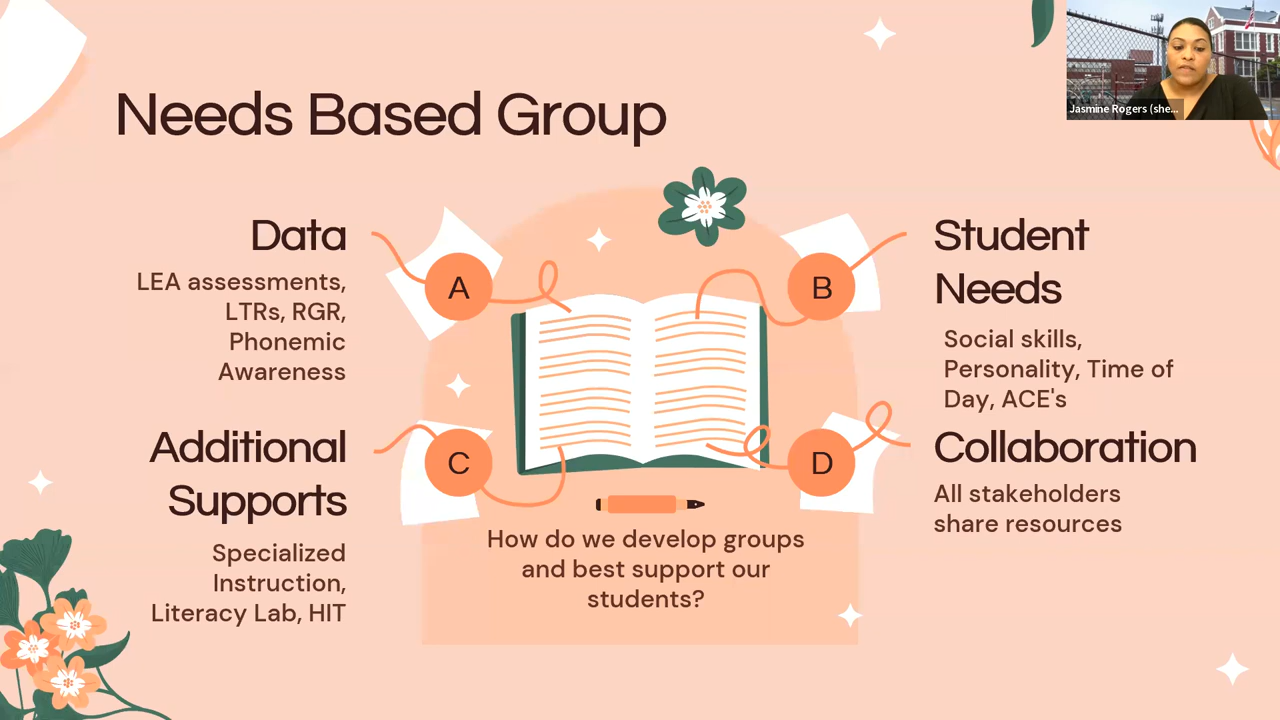 Jasmine Rogers (she...
Needs Based Group
Data
LEA assessments,
LTRs, RGR,
Phonemic
Awareness
A
B
Student
Needs
Social skills,
Personality, Time of
Day, ACE's
Additional
Supports
Specialized
Instruction,
Literacy Lab, HIT
C
D
Collaboration
All stakeholders
share resources
How do we develop groups
and best support our
students?